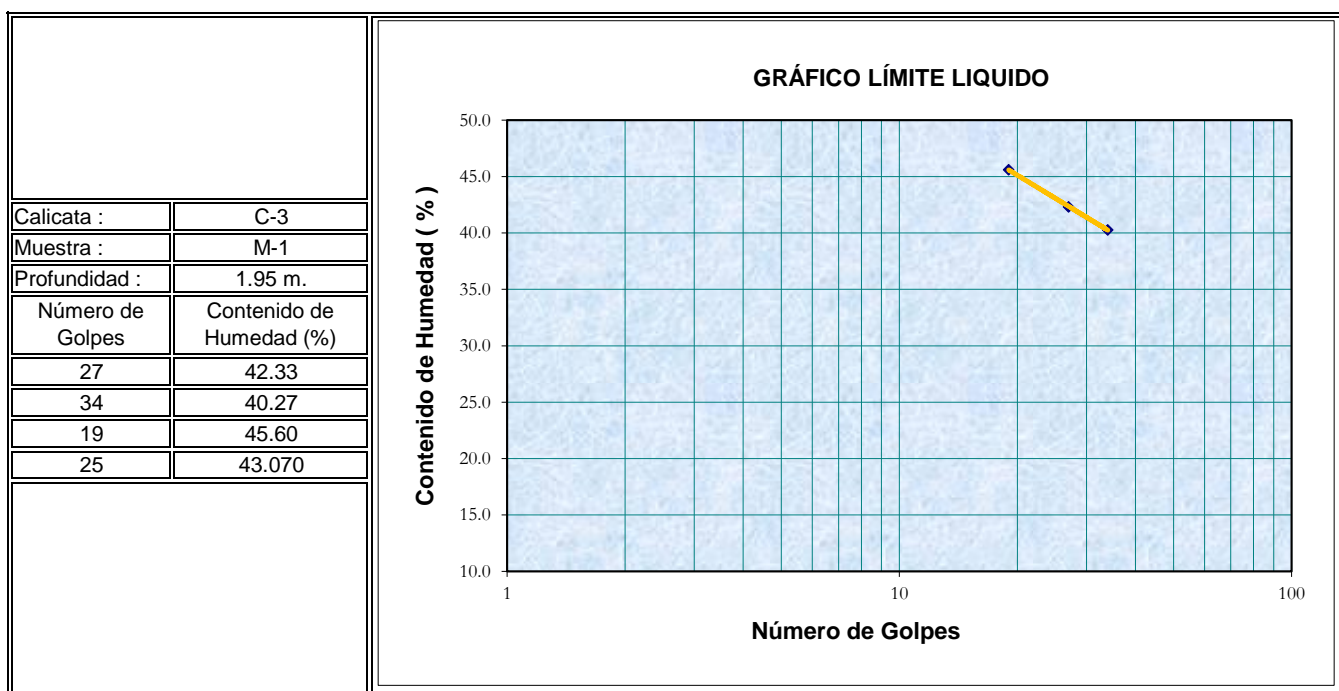 Calicata : C-3
Muestra : M-1
Profundidad : 1.95 m.
Número de Golpes Contenido de Humedad (%)
27 42.33
34 40.27
19 45.60
25 43.070
GRÁFICO LÍMITE LIQUIDO
Contenido de Humedad ( % )
50.0
45.0
40.0
35.0
30.0
25.0
20.0
15.0
10.0
1 10 100
Número de Golpes